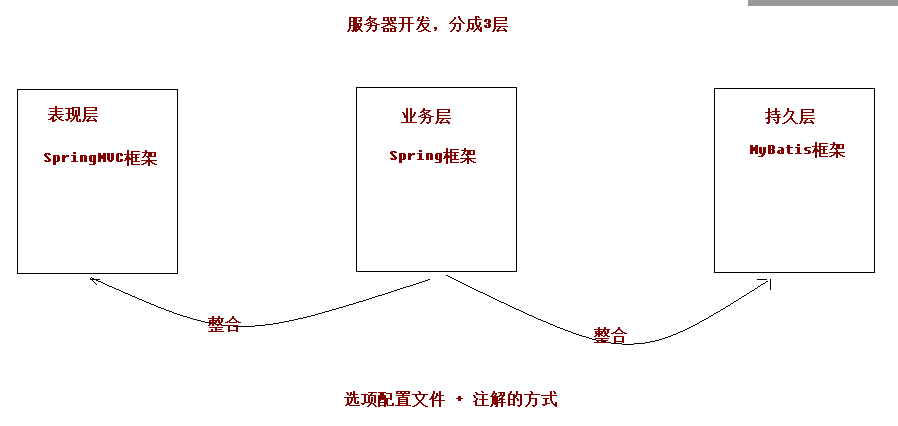 服务器开发，分成3层
表现层
SpringMVC框架
业务层
Spring框架
持久层
MyBatis框架
整合
整合
选项配置文件 + 注解的方式